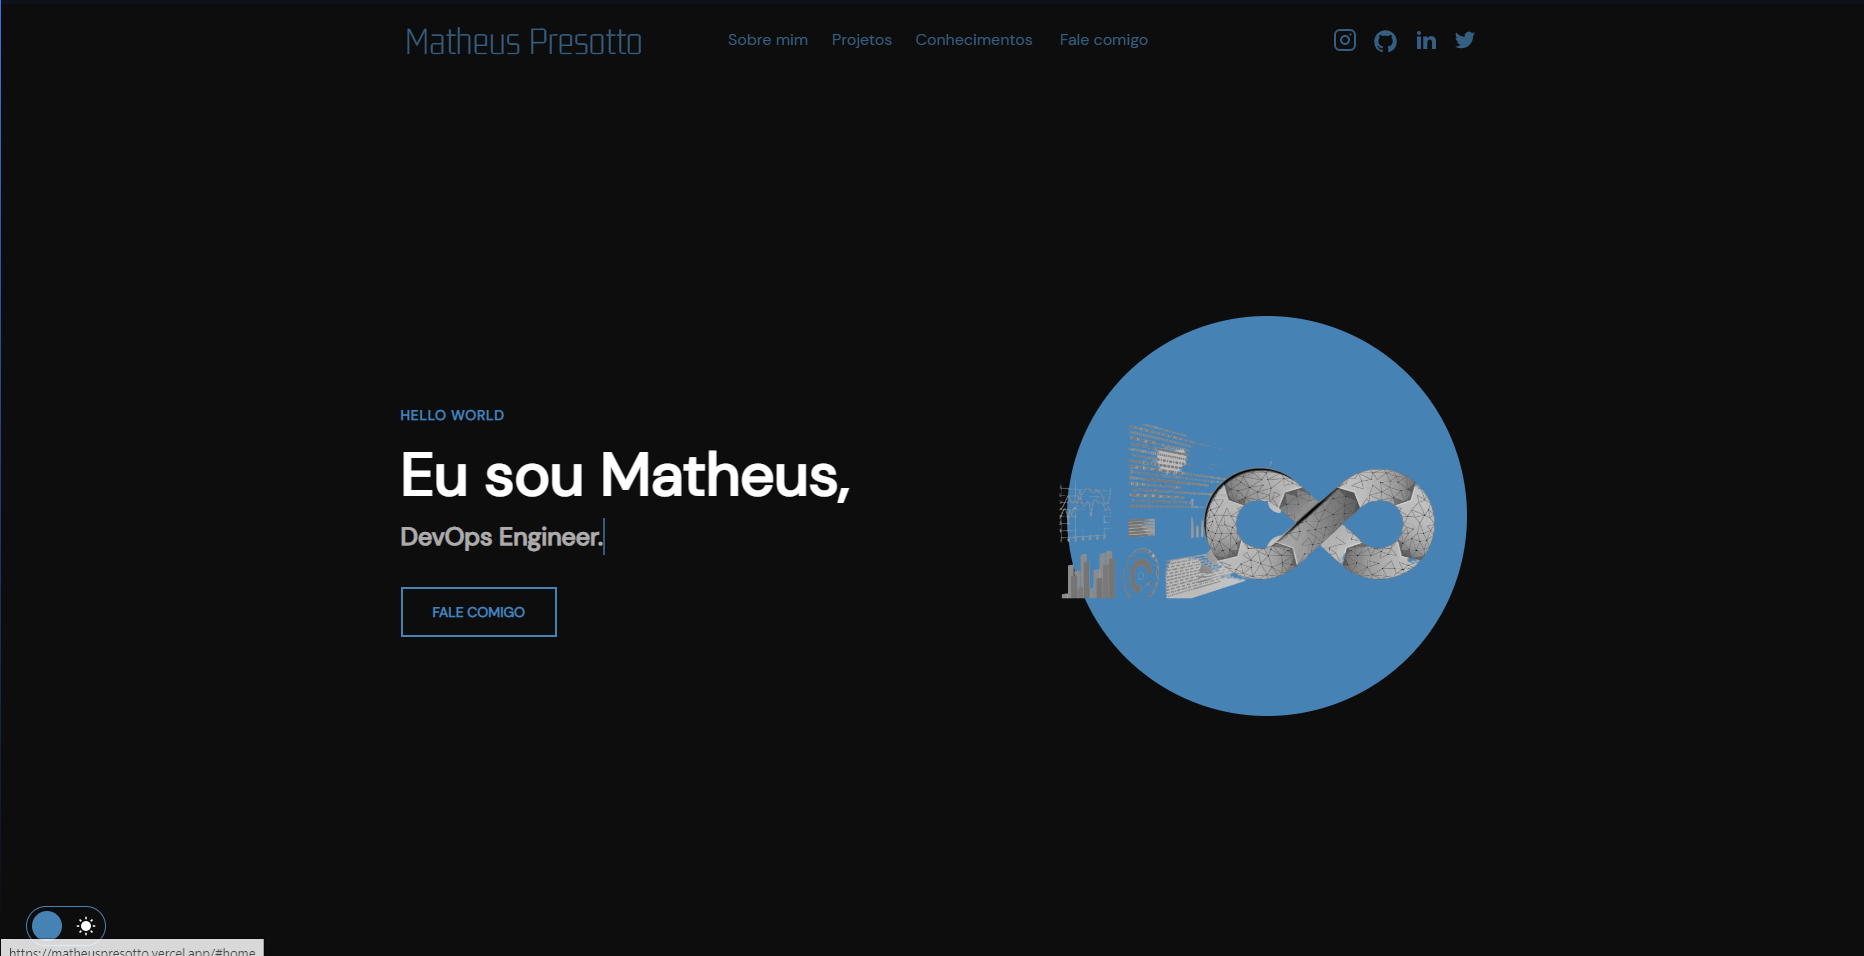 Matheus Presotto
Sobre mim Projetos Conhecimentos Fale comigo
HELLO WORLD
Eu sou Matheus,
DevOps Engineer.
FALE COMIGO
https://matheuspresotto.vercel.app/#home